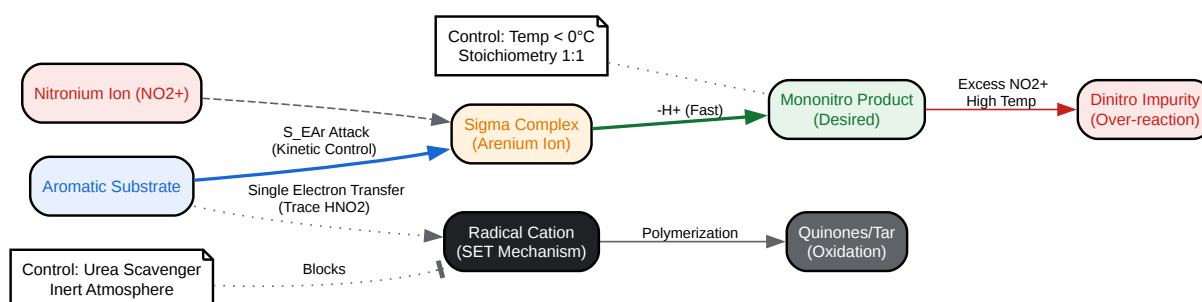 Control: Temp < 0°C
Stoichiometry 1:1
Nitronium Ion (NO2+)
S_EAr Attack
(Kinetic Control)
Sigma Complex
(Arenium Ion)
-H+ (Fast)
Mononitro Product
(Desired)
Excess NO2+
High Temp
Dinitro Impurity
(Over-reaction)
Aromatic Substrate
Single Electron Transfer
(Trace HNO2)
Radical Cation
(SET Mechanism)
Polymerization
Quinones/Tar
(Oxidation)
Control: Urea Scavenger
Inert Atmosphere
Blocks